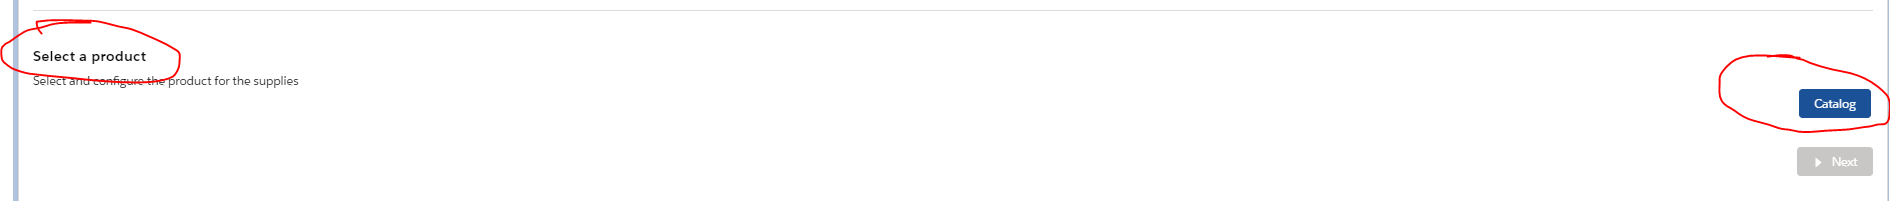 Select a product
Select and configure the product for the supplies
Catalog
Next